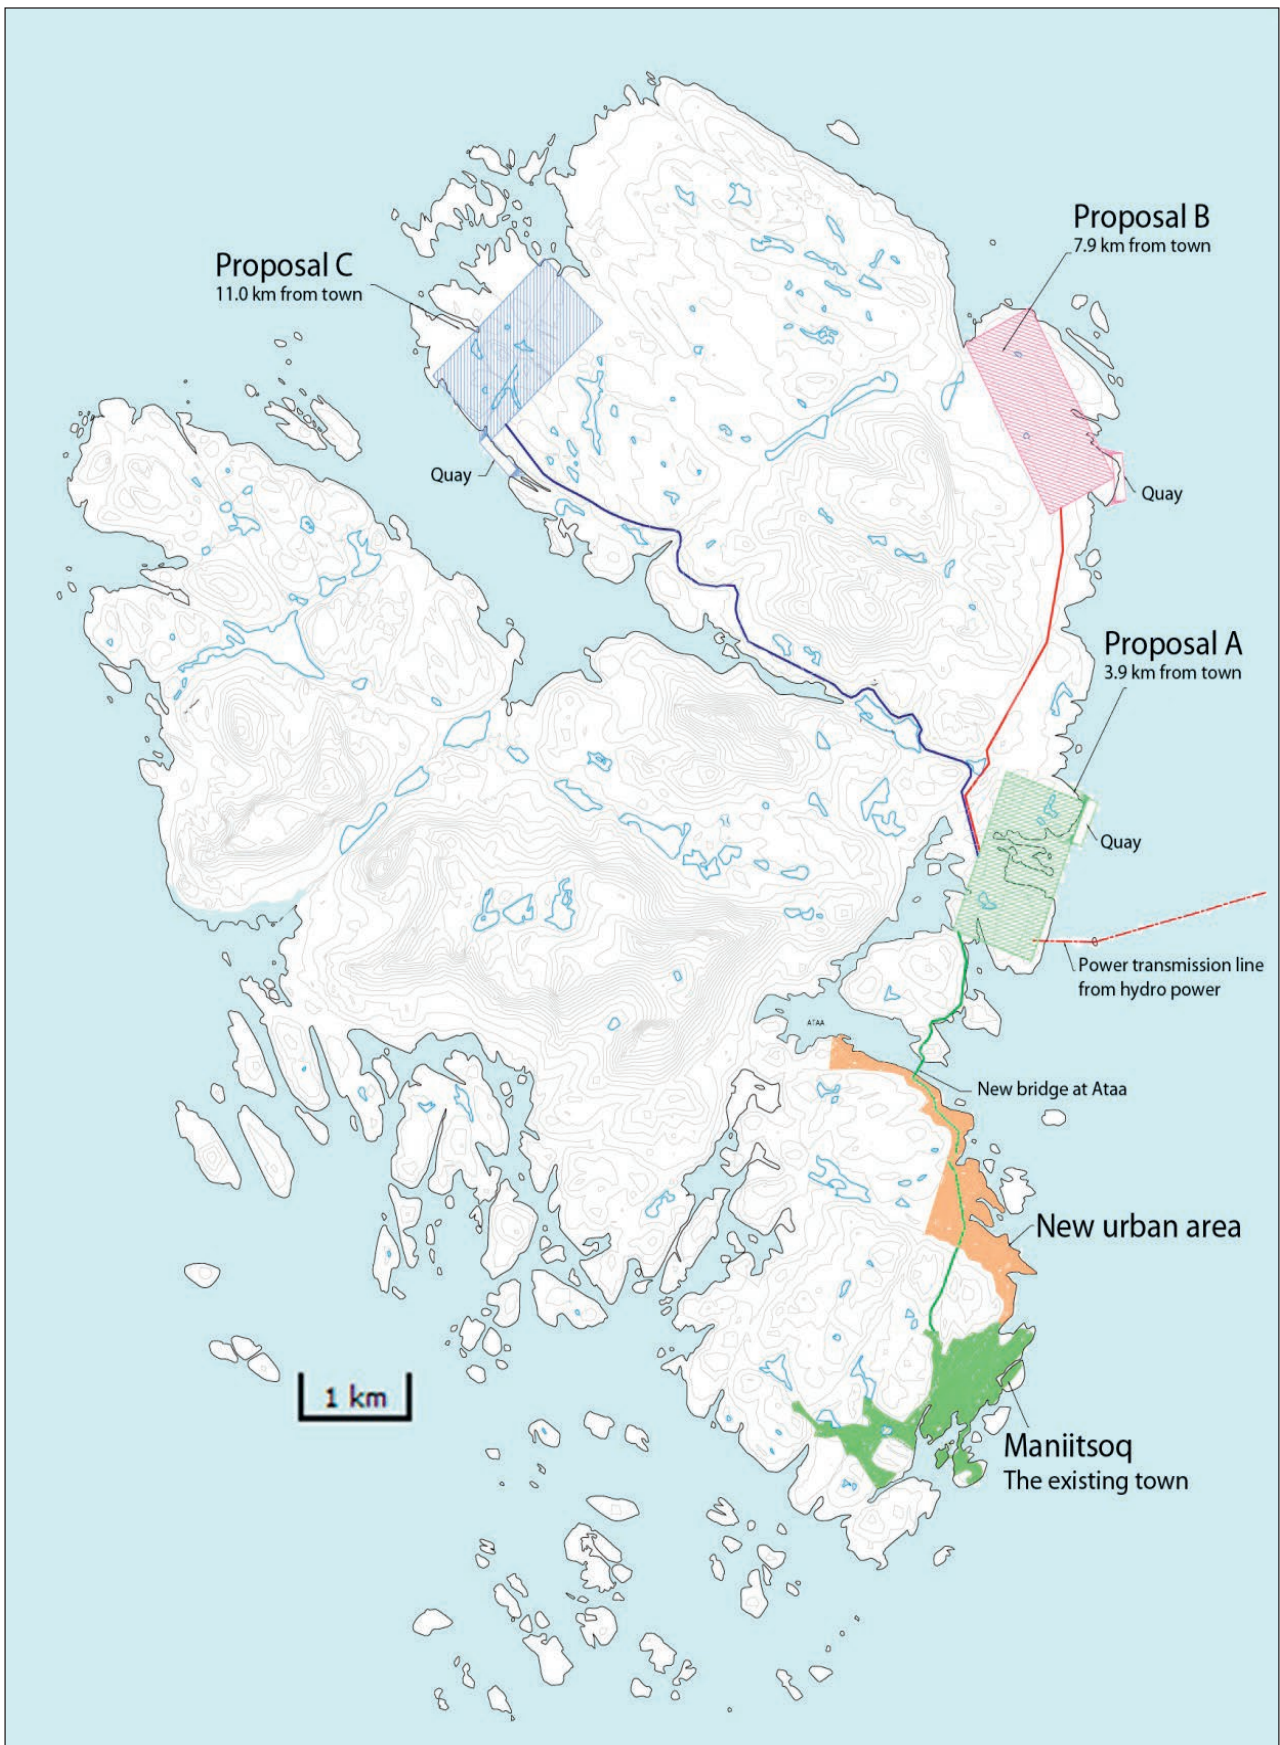 Proposal B
7.9 km from town
Proposal C
11.0 km from town
Quay
Quay
Proposal A
3.9 km from town
Quay
Power transmission line
from hydro power
ATAA
New bridge at Ataa
New urban area
1 km
Maniitsoq
The existing town